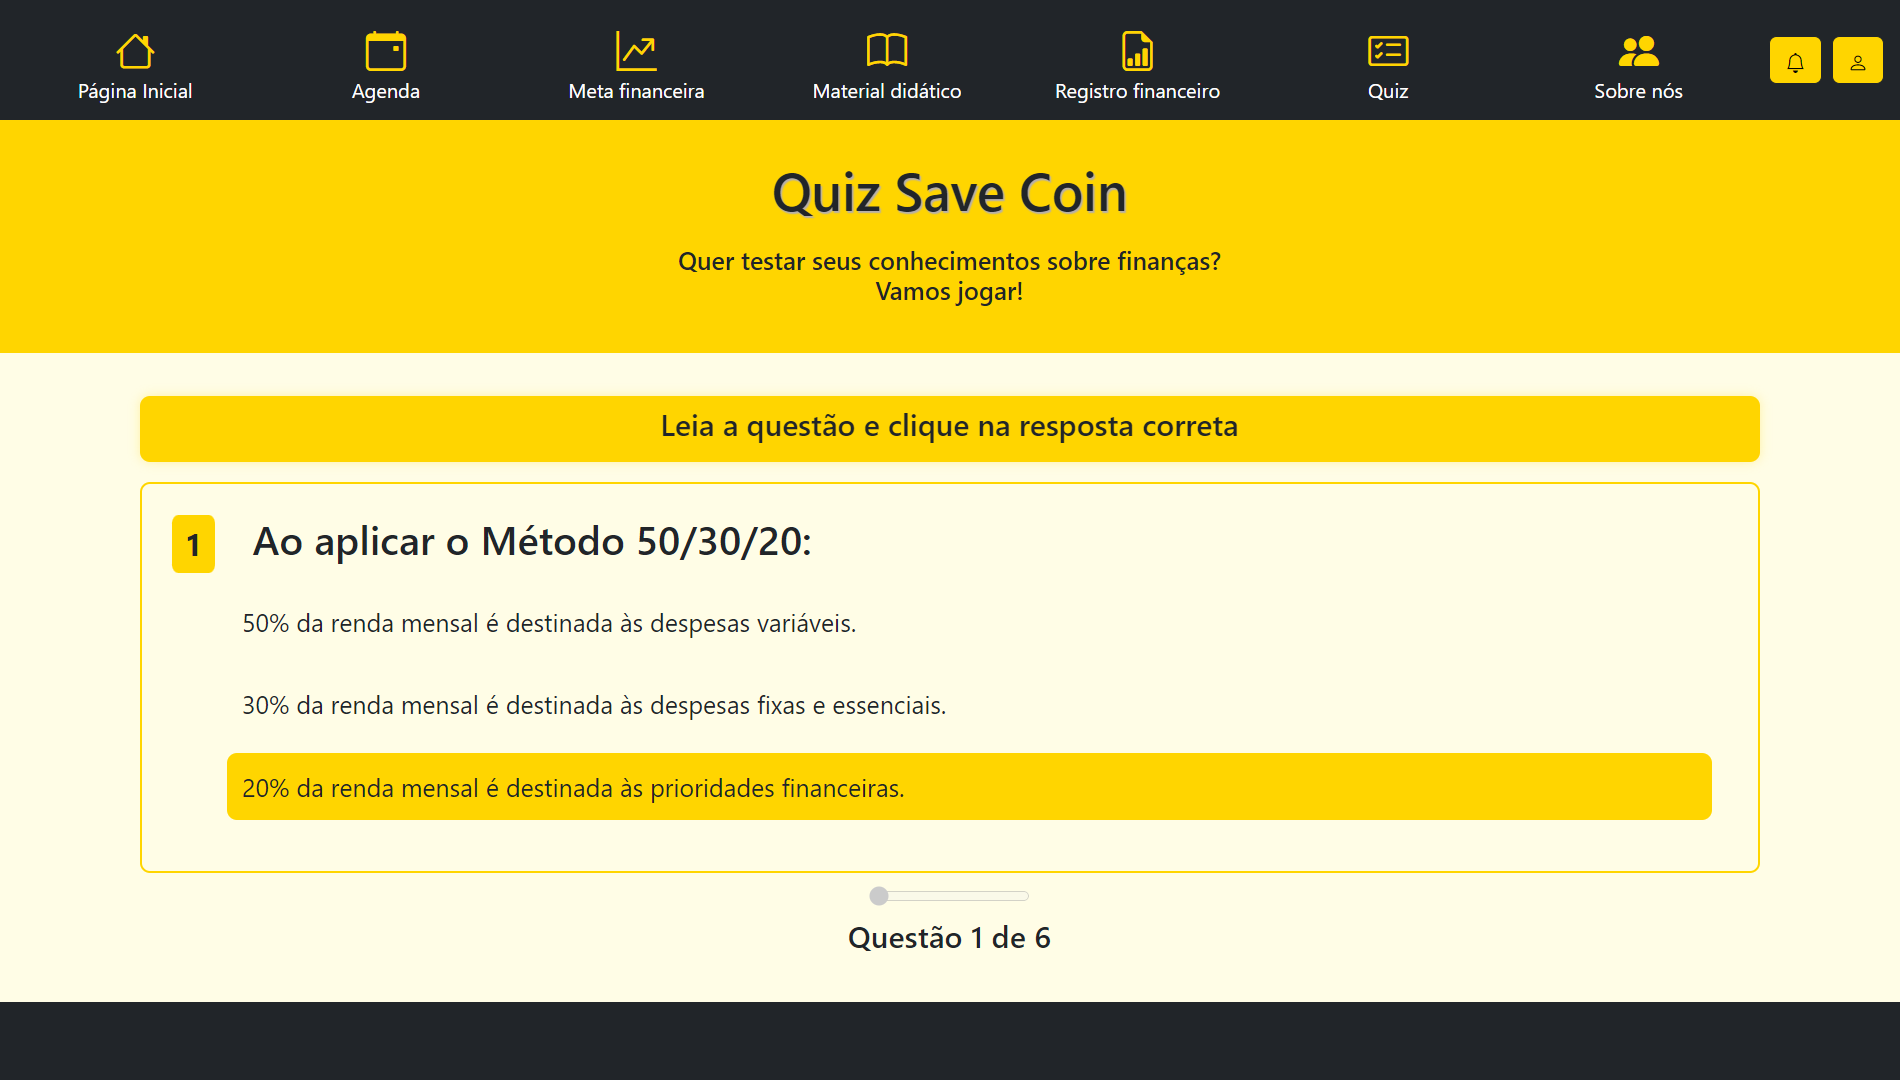 Página Inicial
Agenda
Meta financeira
Material didático
Registro financeiro
Quiz
Sobre nós
Quiz Save Coin
Quer testar seus conhecimentos sobre finanças?
Vamos jogar!
Leia a questão e clique na resposta correta
1 Ao aplicar o Método 50/30/20:
50% da renda mensal é destinada às despesas variáveis.
30% da renda mensal é destinada às despesas fixas e essenciais.
20% da renda mensal é destinada às prioridades financeiras.
Questão 1 de 6